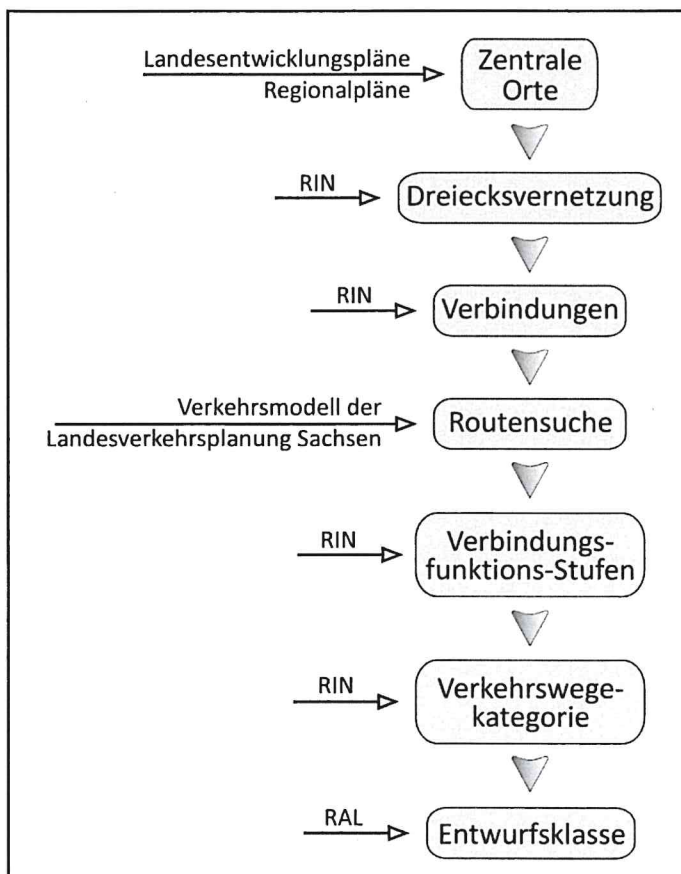 Landesentwicklungspläne
Regionalpläne
Zentrale
Orte
RIN
Dreiecksvernetzung
RIN
Verbindungen
Verkehrsmodell der
Landesverkehrsplanung Sachsen
Routensuche
RIN
Verbindungs-
funktions-Stufen
RIN
Verkehrswege-
kategorie
RAL
Entwurfsklasse